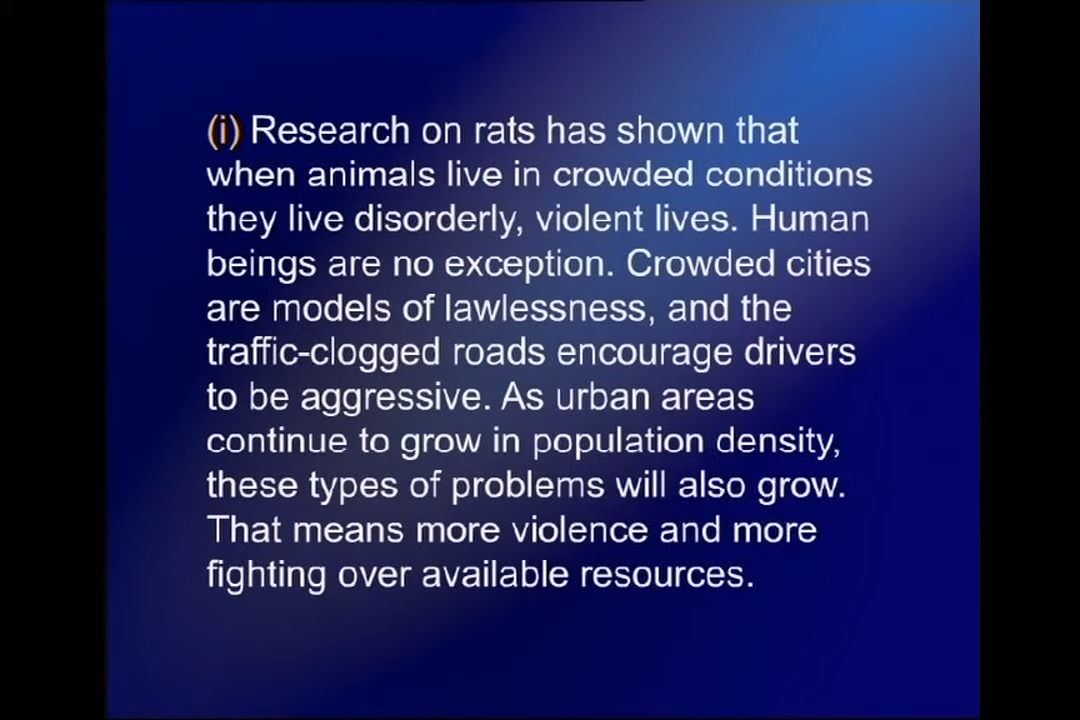 (i) Research on rats has shown that
when animals live in crowded conditions
they live disorderly, violent lives. Human
beings are no exception. Crowded cities
are models of lawlessness, and the
traffic-clogged roads encourage drivers
to be aggressive. As urban areas
continue to grow in population density,
these types of problems will also grow.
That means more violence and more
fighting over available resources.